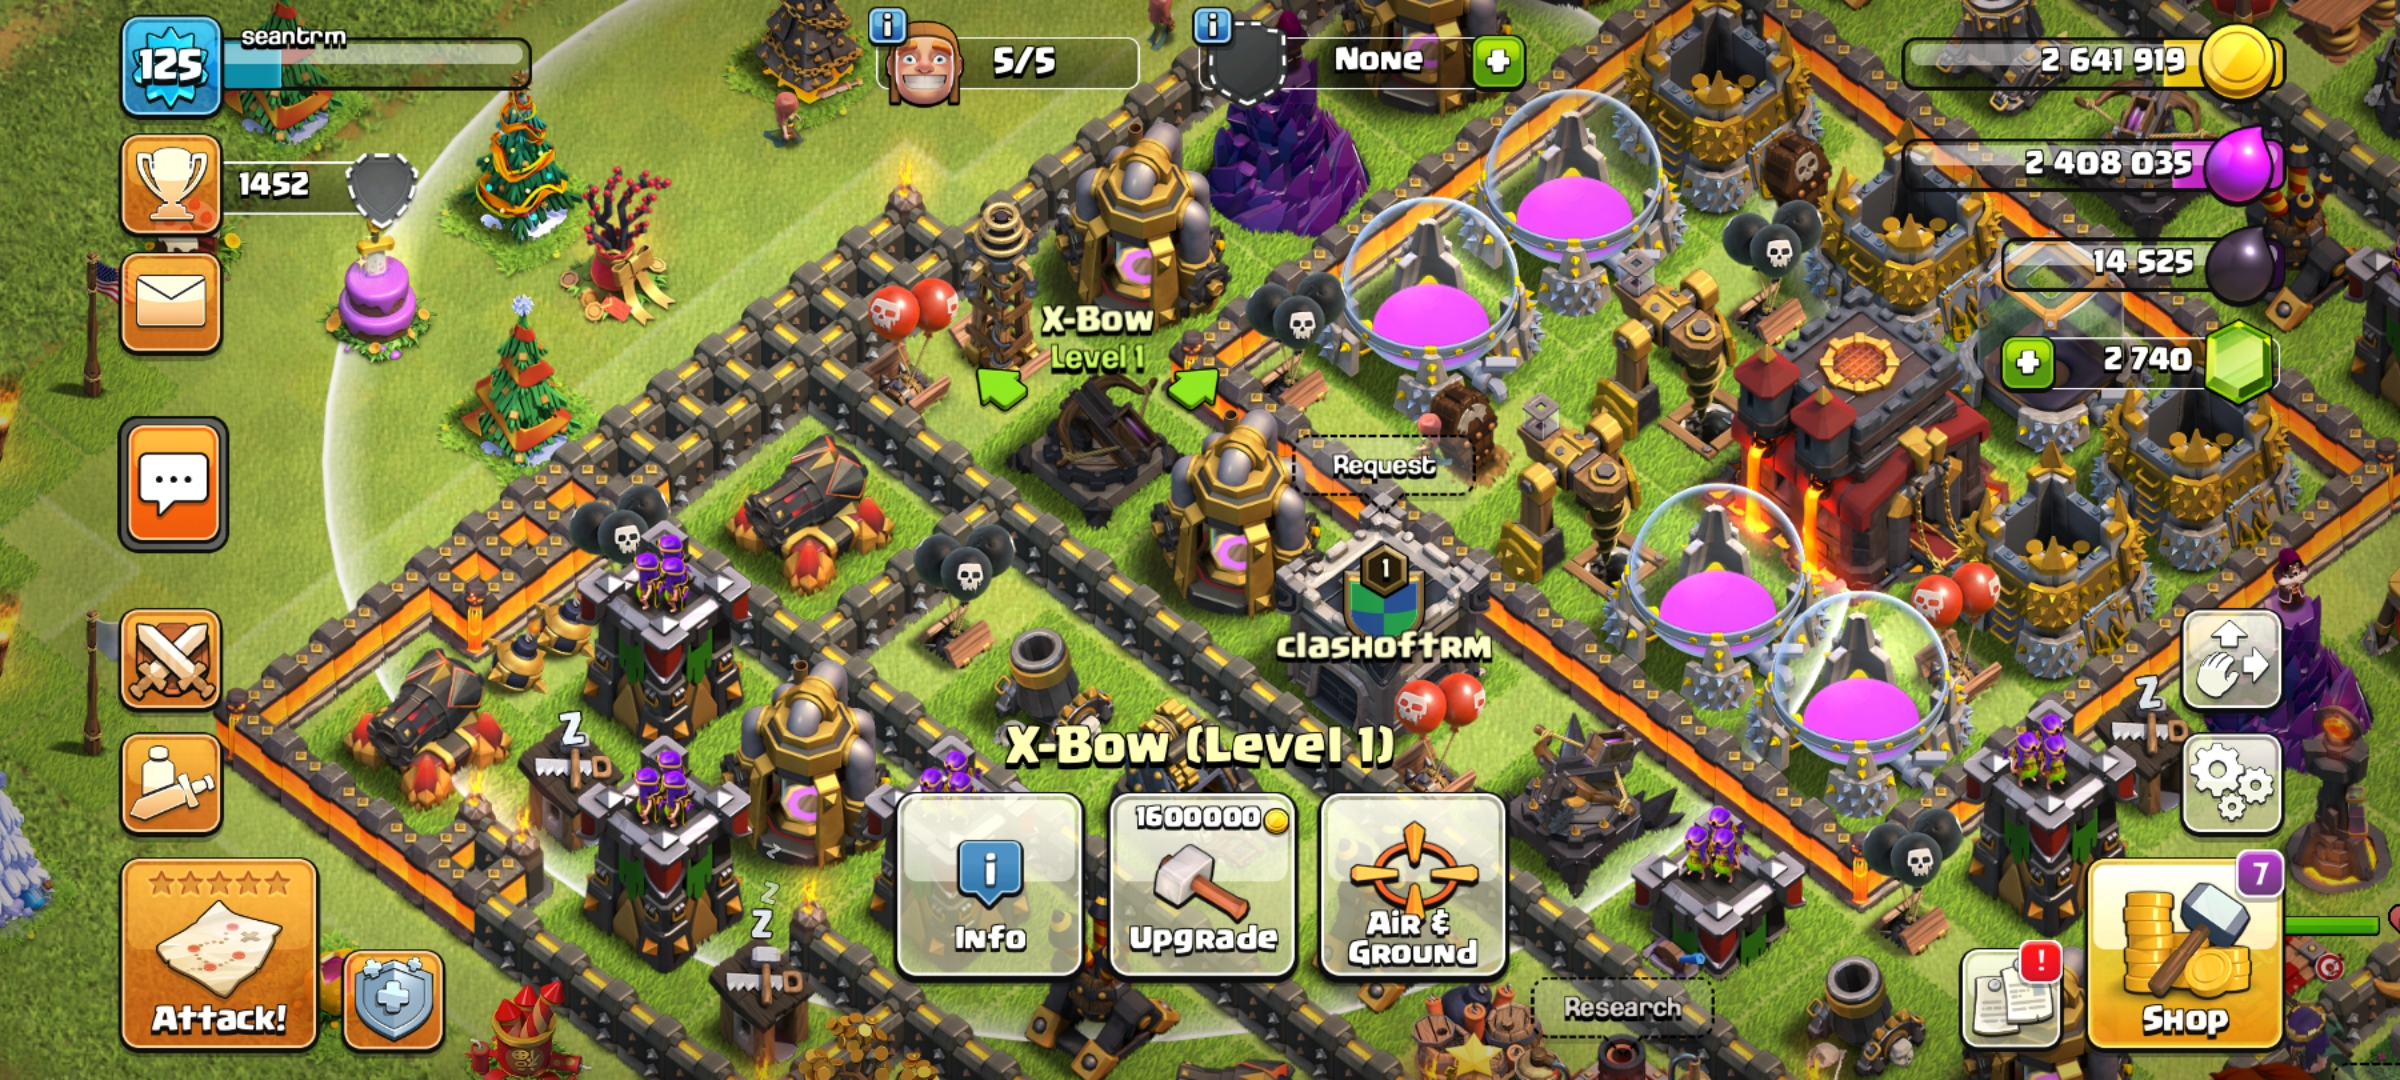 125
seantrm
5/5
None
2 641 919
1452
2 408 035
14 525
2 740
X-Bow
Level 1
Request
1
clashoftRM
Z
Z
X-Bow (Level 1)
1600000
Info
Upgrade
Air &
Ground
Z
Z
Z
7
Attack!
Research
!
Shop